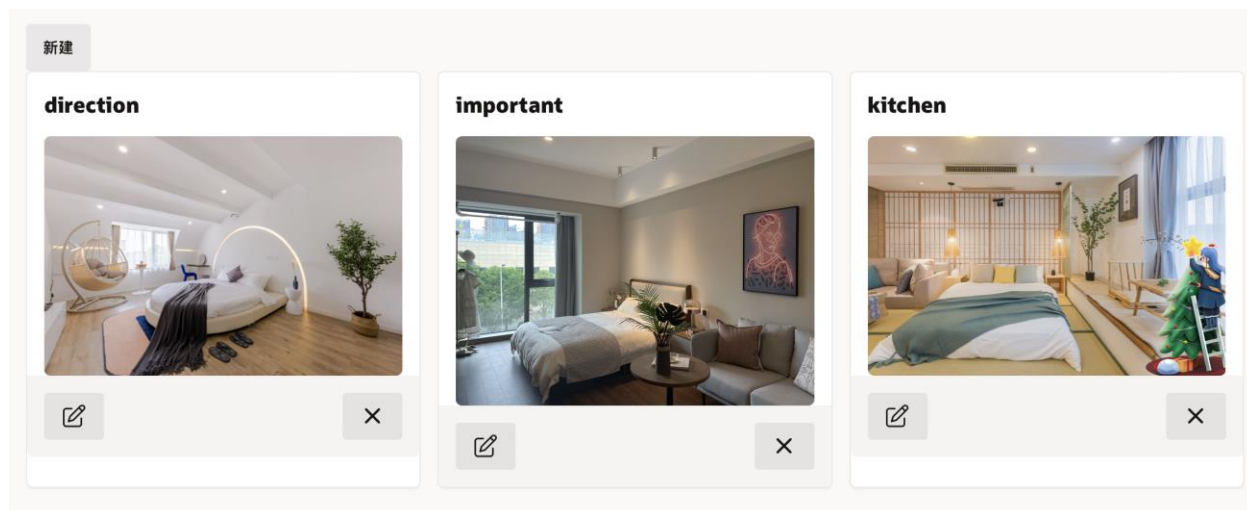 新建
direction
important
kitchen